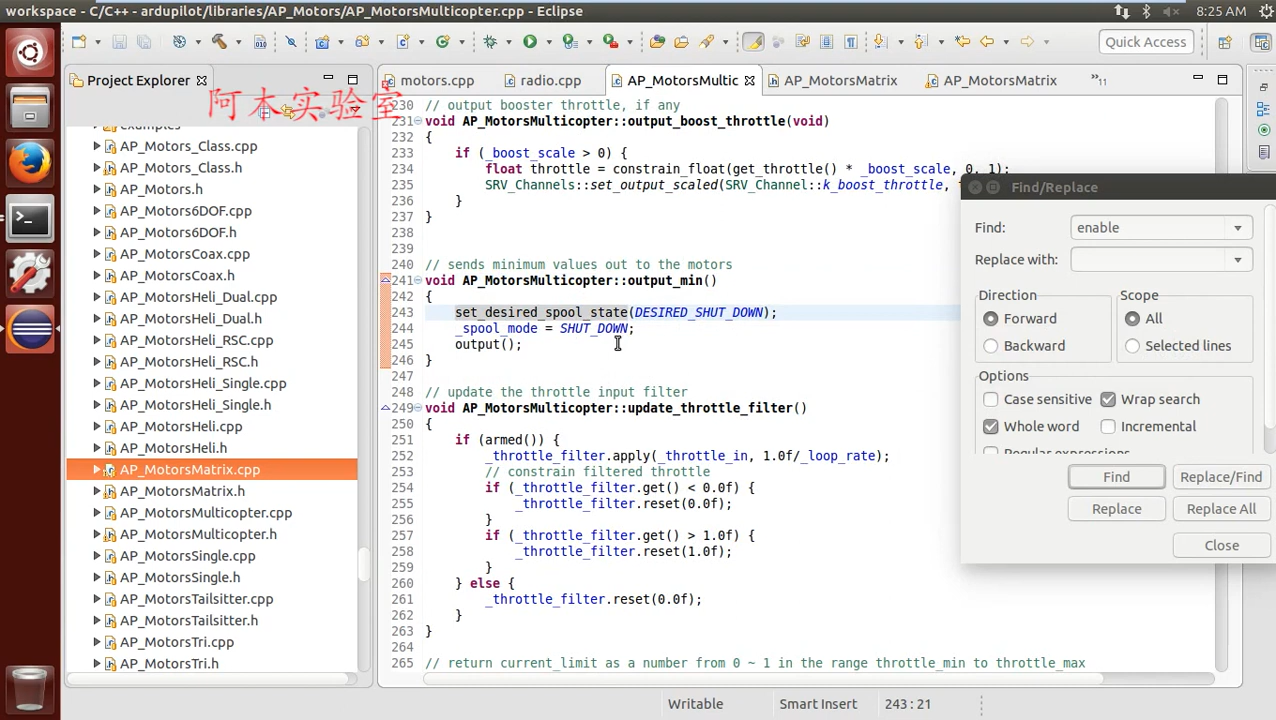 workspace - C/C++ - ardupilot/libraries/AP_Motors/AP_MotorsMulticopter.cpp - Eclipse
8:25 AM
Quick Access
Project Explorer
阿木实验室
motors.cpp
radio.cpp
AP_MotorsMultic
AP_MotorsMatrix
AP_MotorsMatrix
»11
examples
AP_Motors_Class.cpp
AP_Motors_Class.h
AP_Motors.h
AP_Motors6DOF.cpp
AP_Motors6DOF.h
AP_MotorsCoax.cpp
AP_MotorsCoax.h
AP_MotorsHeli_Dual.cpp
AP_MotorsHeli_Dual.h
AP_MotorsHeli_RSC.cpp
AP_MotorsHeli_RSC.h
AP_MotorsHeli_Single.cpp
AP_MotorsHeli_Single.h
AP_MotorsHeli.cpp
AP_MotorsHeli.h
AP_MotorsMatrix.cpp
AP_MotorsMatrix.h
AP_MotorsMulticopter.cpp
AP_MotorsMulticopter.h
AP_MotorsSingle.cpp
AP_MotorsSingle.h
AP_MotorsTailsitter.cpp
AP_MotorsTailsitter.h
AP_MotorsTri.cpp
AP_MotorsTri.h
230 // output booster throttle, if any
231 void AP_MotorsMulticopter::output_boost_throttle(void)
232 {
233 if (_boost_scale > 0) {
234 float throttle = constrain_float(get_throttle() * _boost_scale, 0, 1);
235 SRV_Channels::set_output_scaled(SRV_Channel::k_boost_throttle,
236 }
237 }
238
239
240 // sends minimum values out to the motors
241 void AP_MotorsMulticopter::output_min()
242 {
243 set_desired_spool_state(DESIRED_SHUT_DOWN);
244 _spool_mode = SHUT_DOWN;
245 output();
246 }
247
248 // update the throttle input filter
249 void AP_MotorsMulticopter::update_throttle_filter()
250 {
251 if (armed()) {
252 _throttle_filter.apply(_throttle_in, 1.0f/_loop_rate);
253 // constrain filtered throttle
254 if (_throttle_filter.get() < 0.0f) {
255 _throttle_filter.reset(0.0f);
256 }
257 if (_throttle_filter.get() > 1.0f) {
258 _throttle_filter.reset(1.0f);
259 }
260 } else {
261 _throttle_filter.reset(0.0f);
262 }
263 }
264
265 // return current_limit as a number from 0 ~ 1 in the range throttle_min to throttle_max
Find/Replace
Find: enable
Replace with:
Direction
Scope
Forward
All
Backward
Selected lines
Options
Case sensitive
Wrap search
Whole word
Incremental
Regular expressions
Find
Replace/Find
Replace
Replace All
Close
Writable
Smart Insert
243 : 21